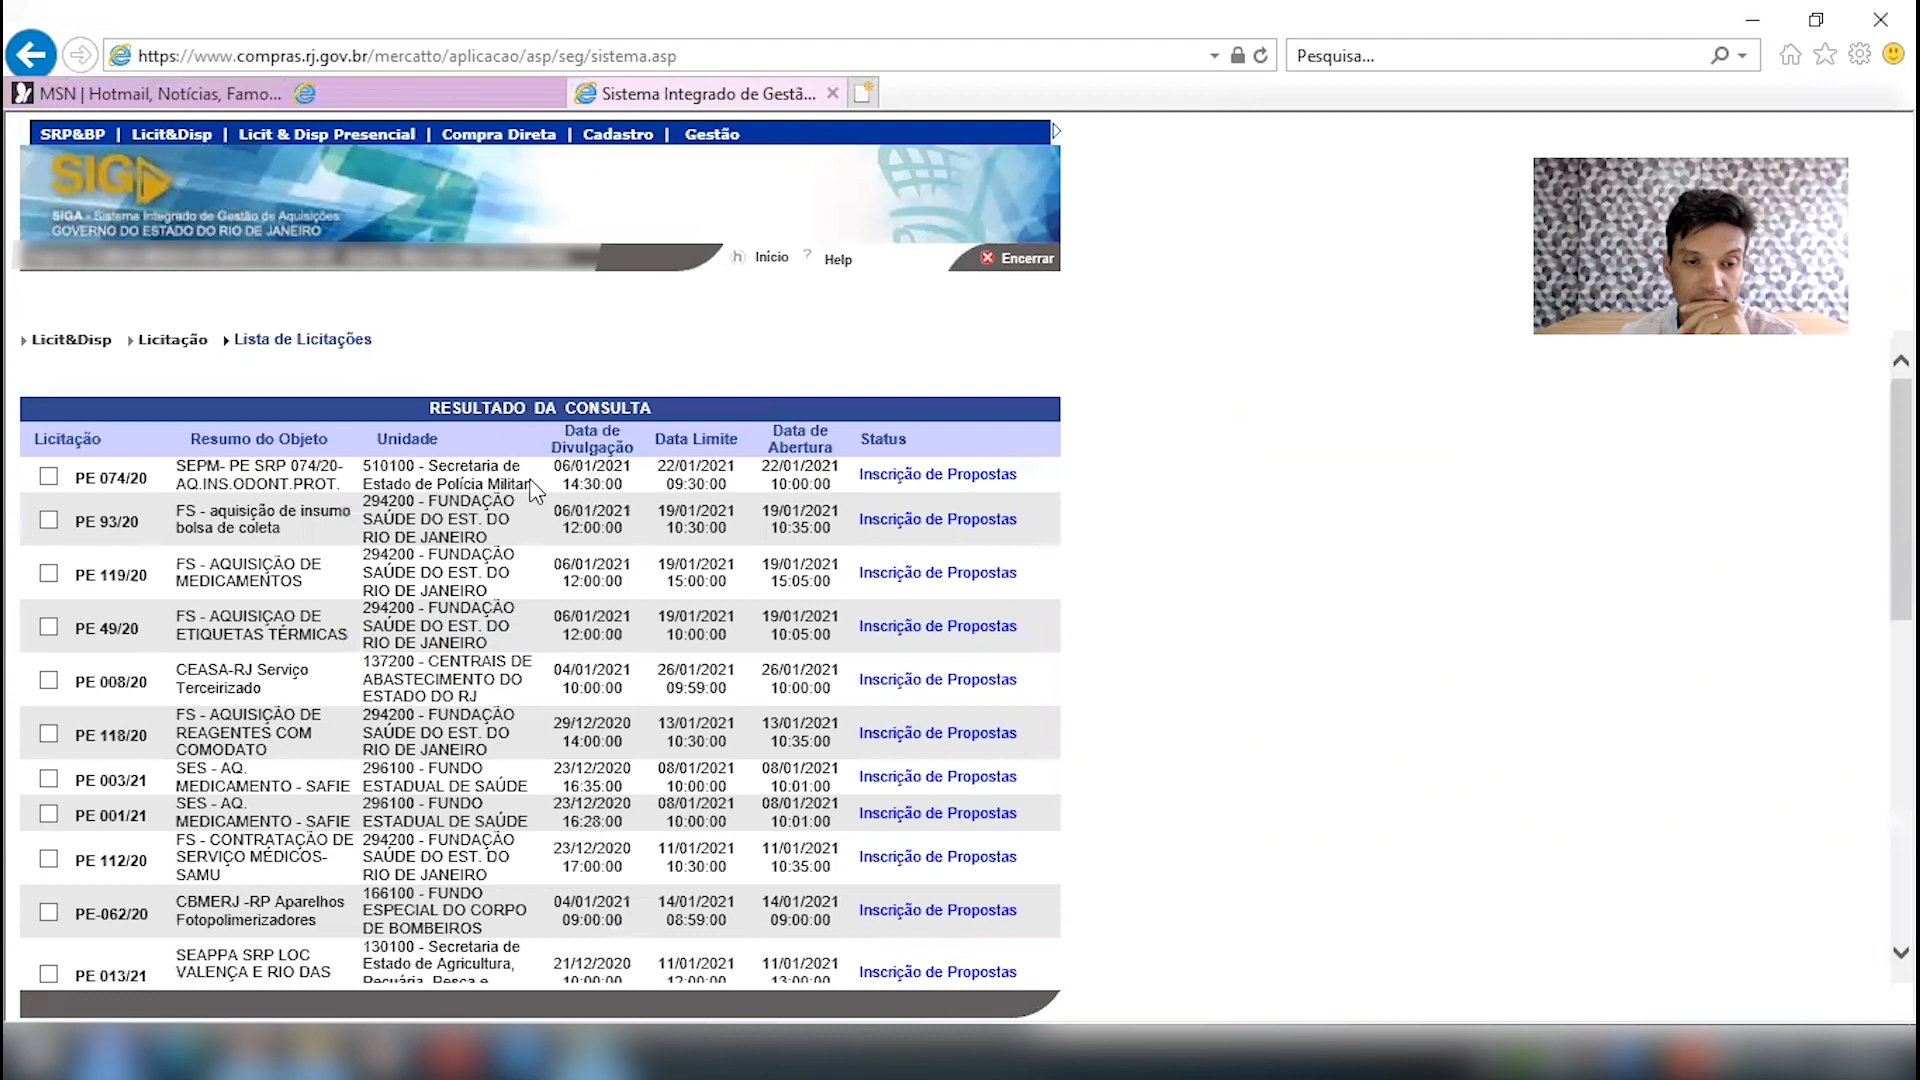 https://www.compras.rj.gov.br/mercatto/aplicacao/asp/seg/sistema.asp
Pesquisa...
MSN | Hotmail, Notícias, Famo...
Sistema Integrado de Gestã...
SRP&BP | Licit&Disp | Licit & Disp Presencial | Compra Direta | Cadastro | Gestão
SIGA
SIGA - Sistema Integrado de Gestão de Aquisições
GOVERNO DO ESTADO DO RIO DE JANEIRO
h Início ? Help
Encerrar
Licit&Disp Licitação Lista de Licitações
RESULTADO DA CONSULTA
Licitação Resumo do Objeto Unidade Data de Divulgação Data Limite Data de Abertura Status
PE 074/20 SEPM- PE SRP 074/20- AQ.INS.ODONT.PROT. 510100 - Secretaria de Estado de Polícia Militar 06/01/2021 14:30:00 22/01/2021 09:30:00 22/01/2021 10:00:00 Inscrição de Propostas
PE 93/20 FS - aquisição de insumo bolsa de coleta 294200 - FUNDAÇÃO SAÚDE DO EST. DO RIO DE JANEIRO 06/01/2021 12:00:00 19/01/2021 10:30:00 19/01/2021 10:35:00 Inscrição de Propostas
PE 119/20 FS - AQUISIÇÃO DE MEDICAMENTOS 294200 - FUNDAÇÃO SAÚDE DO EST. DO RIO DE JANEIRO 06/01/2021 12:00:00 19/01/2021 15:00:00 19/01/2021 15:05:00 Inscrição de Propostas
PE 49/20 FS - AQUISIÇAO DE ETIQUETAS TÉRMICAS 294200 - FUNDAÇÃO SAÚDE DO EST. DO RIO DE JANEIRO 06/01/2021 12:00:00 19/01/2021 10:00:00 19/01/2021 10:05:00 Inscrição de Propostas
PE 008/20 CEASA-RJ Serviço Terceirizado 137200 - CENTRAIS DE ABASTECIMENTO DO ESTADO DO RJ 04/01/2021 10:00:00 26/01/2021 09:59:00 26/01/2021 10:00:00 Inscrição de Propostas
PE 118/20 FS - AQUISIÇÃO DE REAGENTES COM COMODATO 294200 - FUNDAÇÃO SAÚDE DO EST. DO RIO DE JANEIRO 29/12/2020 14:00:00 13/01/2021 10:30:00 13/01/2021 10:35:00 Inscrição de Propostas
PE 003/21 SES - AQ. MEDICAMENTO - SAFIE 296100 - FUNDO ESTADUAL DE SAÚDE 23/12/2020 16:35:00 08/01/2021 10:00:00 08/01/2021 10:01:00 Inscrição de Propostas
PE 001/21 SES - AQ. MEDICAMENTO - SAFIE 296100 - FUNDO ESTADUAL DE SAÚDE 23/12/2020 16:28:00 08/01/2021 10:00:00 08/01/2021 10:01:00 Inscrição de Propostas
PE 112/20 FS - CONTRATAÇÃO DE SERVIÇO MÉDICOS- SAMU 294200 - FUNDAÇÃO SAÚDE DO EST. DO RIO DE JANEIRO 23/12/2020 17:00:00 11/01/2021 10:30:00 11/01/2021 10:35:00 Inscrição de Propostas
PE-062/20 CBMERJ -RP Aparelhos Fotopolimerizadores 166100 - FUNDO ESPECIAL DO CORPO DE BOMBEIROS 04/01/2021 09:00:00 14/01/2021 08:59:00 14/01/2021 09:00:00 Inscrição de Propostas
PE 013/21 SEAPPA SRP LOC VALENÇA E RIO DAS 130100 - Secretaria de Estado de Agricultura, Pecuária, Pesca e 21/12/2020 10:00:00 11/01/2021 12:00:00 11/01/2021 13:00:00 Inscrição de Propostas